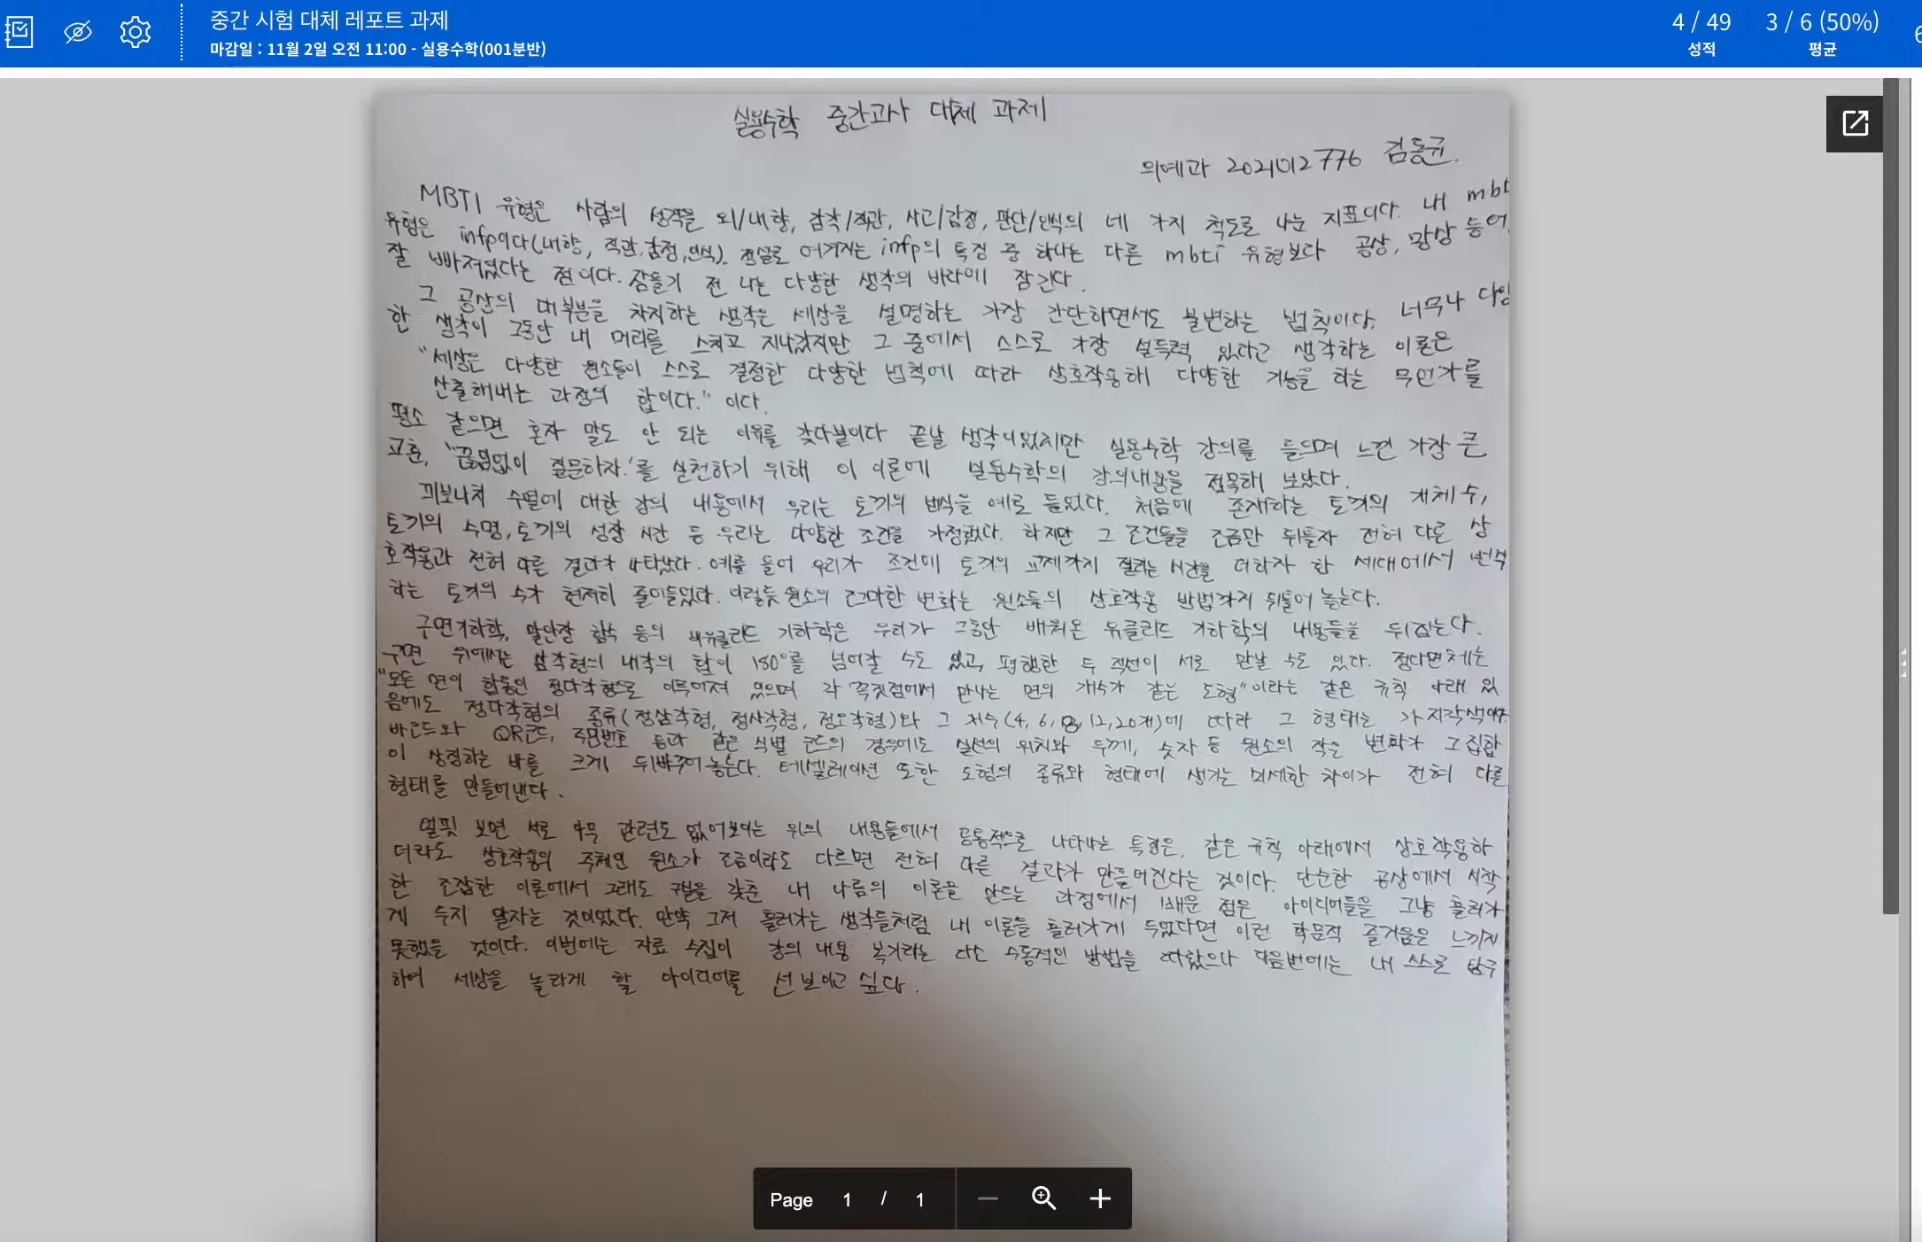 중간 시험 대체 레포트 과제
마감일 : 11월 2일 오전 11:00 - 실용수학(001분반)
4 / 49
성적
3 / 6 (50%)
평균
6
실용수학 중간고사 대체 과제
의예과 2021012776 김동균.
MBTI 유형은 사람의 성격을 외/내향, 감각/직관, 사고/감정, 판단/인식의 네 가지 척도로 나눈 지표이다. 내 mbt
유형은 infp이다(내향, 직관, 감정, 인식). 정설로 여겨지는 infp의 특징 중 하나는 다른 mbti 유형보다 공상, 망상 등에
잘 빠져있다는 점이다. 잠들기 전 나는 다양한 생각의 바다에 잠긴다.
그 공상의 대부분을 차지하는 생각은 세상을 설명하는 가장 간단하면서도 불변하는 법칙이다. 너무나 다양
한 생각이 그동안 내 머리를 스치고 지나갔지만 그 중에서 스스로 가장 설득력 있다고 생각하는 이론은
"세상은 다양한 원소들이 스스로 결정한 다양한 법칙에 따라 상호작용해 다양한 기능을 하는 무언가를
산출해내는 과정의 합이다." 이다.
평소 같으면 혼자 말도 안 되는 이유를 갖다붙이다 끝날 생각이었지만 실용수학 강의를 들으며 느낀 가장 큰
교훈, "끊임없이 질문하자.'를 실천하기 위해 이 이론에 실용수학의 강의내용을 접목해 보았다.
피보나치 수열에 대한 강의 내용에서 우리는 토끼의 번식을 예로 들었다. 처음에 존재하는 토끼의 개체수,
토끼의 수명, 토끼의 성장 시간 등 우리는 다양한 조건을 가정했다. 하지만 그 조건들을 조금만 뒤틀자 전혀 다른 상
호작용과 전혀 다른 결과가 나타났다. 예를 들어 우리가 조건에 토끼의 교제까지 걸리는 시간을 더하자 한 세대에서 번식
하는 토끼의 수가 현저히 줄어들었다. 이렇듯 원소의 조그마한 변화는 원소들의 상호작용 방법까지 뒤틀어 놓는다.
구면기하학, 말안장 함수 등의 비유클리드 기하학은 우리가 그동안 배워온 유클리드 기하학의 내용들을 뒤집는다.
구면 위에서는 삼각형의 내각의 합이 180°를 넘어갈 수도 있고, 평행한 두 직선이 서로 만날 수도 있다. 정다면체는
"모든 면이 합동인 정다각형으로 이루어져 있으며 각 꼭짓점에서 만나는 면의 개수가 같은 도형"이라는 같은 규칙 아래 있
음에도 정다각형의 종류(정삼각형, 정사각형, 정오각형)와 그 개수(4, 6, 8, 12, 20개)에 따라 그 형태는 가지각색이다.
바코드와 QR코드, 주민번호 등과 같은 식별 코드의 경우에도 실선의 위치와 두께, 숫자 등 원소의 작은 변화가 그 집합
이 상징하는 바를 크게 뒤바꾸어 놓는다. 테셀레이션 또한 도형의 종류와 형태에 생기는 미세한 차이가 전혀 다른
형태를 만들어낸다.
얼핏 보면 서로 아무 관련도 없어보이는 위의 내용들에서 공통적으로 나타나는 특징은, 같은 규칙 아래에서 상호작용하
더라도 상호작용의 주체인 원소가 조금이라도 다르면 전혀 다른 결과가 만들어진다는 것이다. 단순한 공상에서 시작
한 조잡한 이론에서 그래도 구색을 갖춘 내 나름의 이론을 만드는 과정에서 배운 점은 아이디어들을 그냥 흘러가
게 두지 말자는 것이었다. 만약 그저 흘러가는 생각들처럼 내 이론을 흘러가게 두었다면 이런 학문적 즐거움은 느끼지
못했을 것이다. 이번에는 자료 수집이 강의 내용 복기라는 다소 수동적인 방법을 따랐으나 다음번에는 내 스스로 탐구
하여 세상을 놀라게 할 아이디어를 선보이고 싶다.
Page 1 / 1